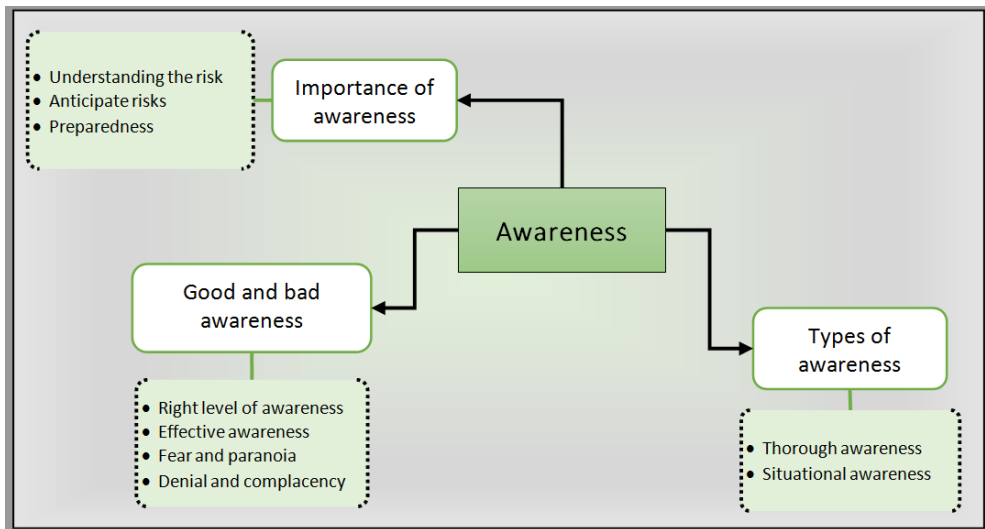 • Understanding the risk
• Anticipate risks
• Preparedness
Importance of
awareness
Awareness
Good and bad
awareness
• Right level of awareness
• Effective awareness
• Fear and paranoia
• Denial and complacency
Types of
awareness
• Thorough awareness
• Situational awareness